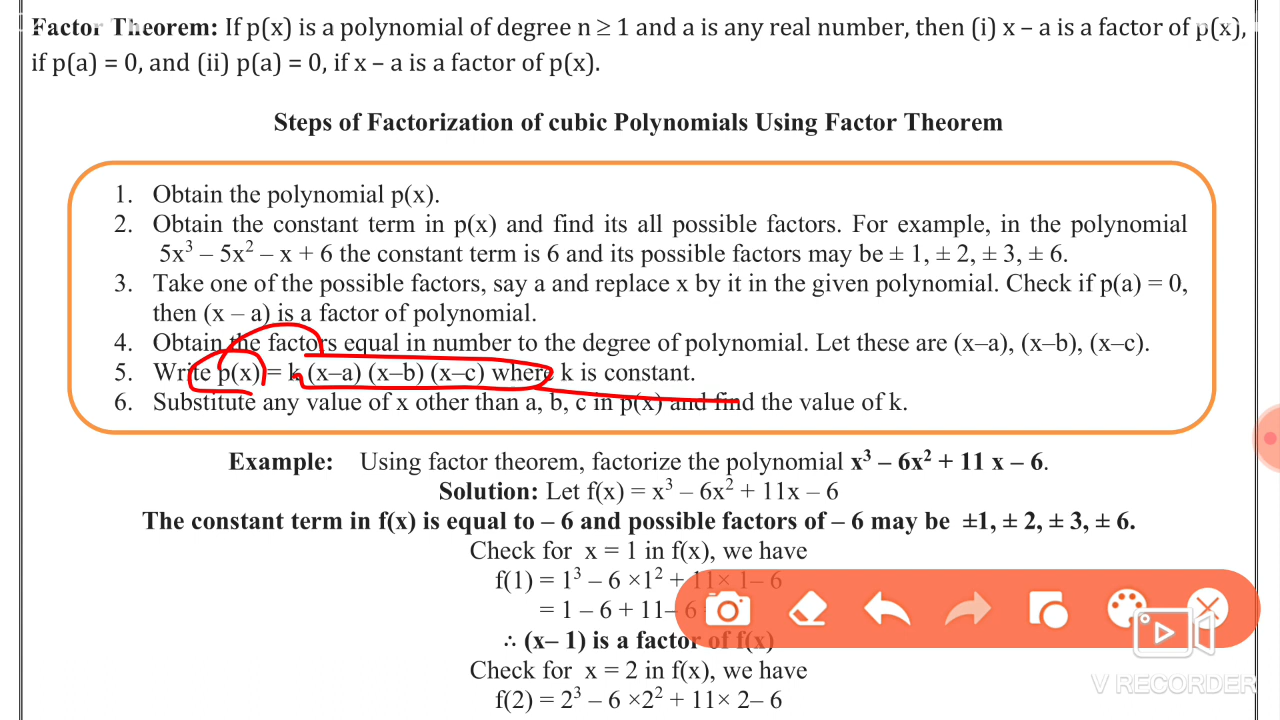 Factor Theorem: If p(x) is a polynomial of degree n ≥ 1 and a is any real number, then (i) x – a is a factor of p(x),
if p(a) = 0, and (ii) p(a) = 0, if x – a is a factor of p(x).
Steps of Factorization of cubic Polynomials Using Factor Theorem
1. Obtain the polynomial p(x).
2. Obtain the constant term in p(x) and find its all possible factors. For example, in the polynomial
5x³ – 5x² – x + 6 the constant term is 6 and its possible factors may be ± 1, ± 2, ± 3, ± 6.
3. Take one of the possible factors, say a and replace x by it in the given polynomial. Check if p(a) = 0,
then (x – a) is a factor of polynomial.
4. Obtain the factors equal in number to the degree of polynomial. Let these are (x–a), (x–b), (x–c).
5. Write p(x) = k (x–a) (x–b) (x–c) where k is constant.
6. Substitute any value of x other than a, b, c in p(x) and find the value of k.
Example: Using factor theorem, factorize the polynomial x³ – 6x² + 11 x – 6.
Solution: Let f(x) = x³ – 6x² + 11x – 6
The constant term in f(x) is equal to – 6 and possible factors of – 6 may be ±1, ± 2, ± 3, ± 6.
Check for x = 1 in f(x), we have
f(1) = 1³ – 6 ×1² + 11× 1– 6
= 1 – 6 + 11– 6
∴ (x– 1) is a factor of f(x)
Check for x = 2 in f(x), we have
f(2) = 2³ – 6 ×2² + 11× 2– 6
V RECORDER